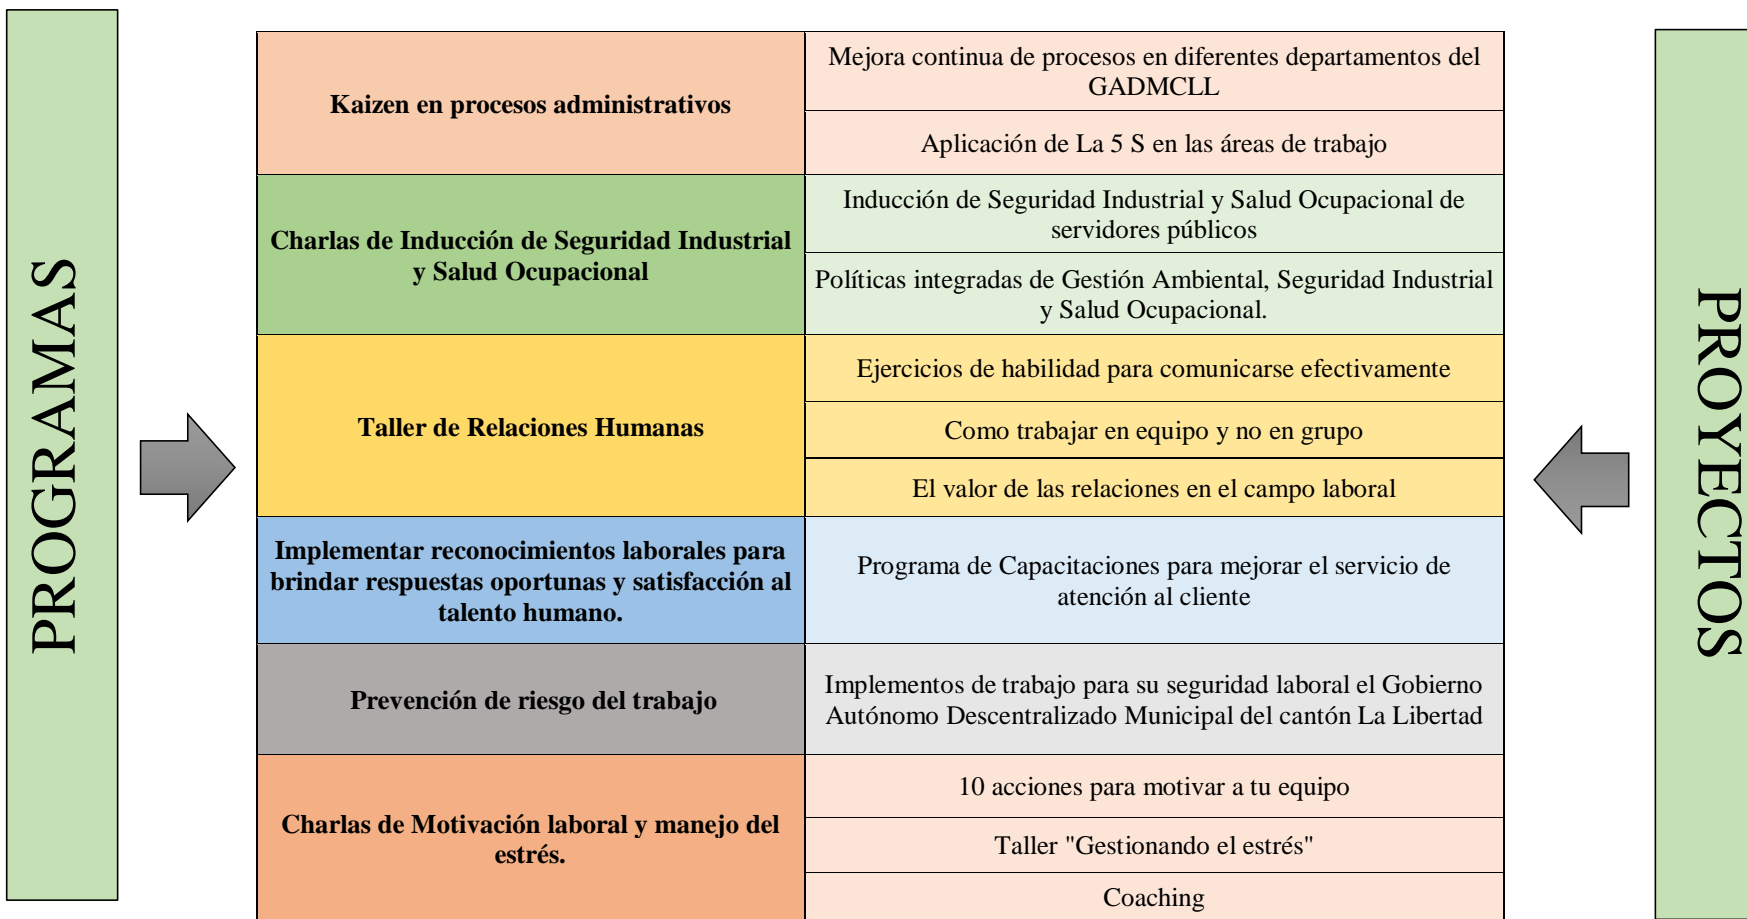 PROGRAMAS
Kaizen en procesos administrativos
Mejora continua de procesos en diferentes departamentos del
GADMCLL
Aplicación de La 5 S en las áreas de trabajo
Charlas de Inducción de Seguridad Industrial
y Salud Ocupacional
Inducción de Seguridad Industrial y Salud Ocupacional de
servidores públicos
Políticas integradas de Gestión Ambiental, Seguridad Industrial
y Salud Ocupacional.
Taller de Relaciones Humanas
Ejercicios de habilidad para comunicarse efectivamente
Como trabajar en equipo y no en grupo
El valor de las relaciones en el campo laboral
Implementar reconocimientos laborales para
brindar respuestas oportunas y satisfacción al
talento humano.
Programa de Capacitaciones para mejorar el servicio de
atención al cliente
Prevención de riesgo del trabajo
Implementos de trabajo para su seguridad laboral el Gobierno
Autónomo Descentralizado Municipal del cantón La Libertad
Charlas de Motivación laboral y manejo del
estrés.
10 acciones para motivar a tu equipo
Taller "Gestionando el estrés"
Coaching
PROYECTOS